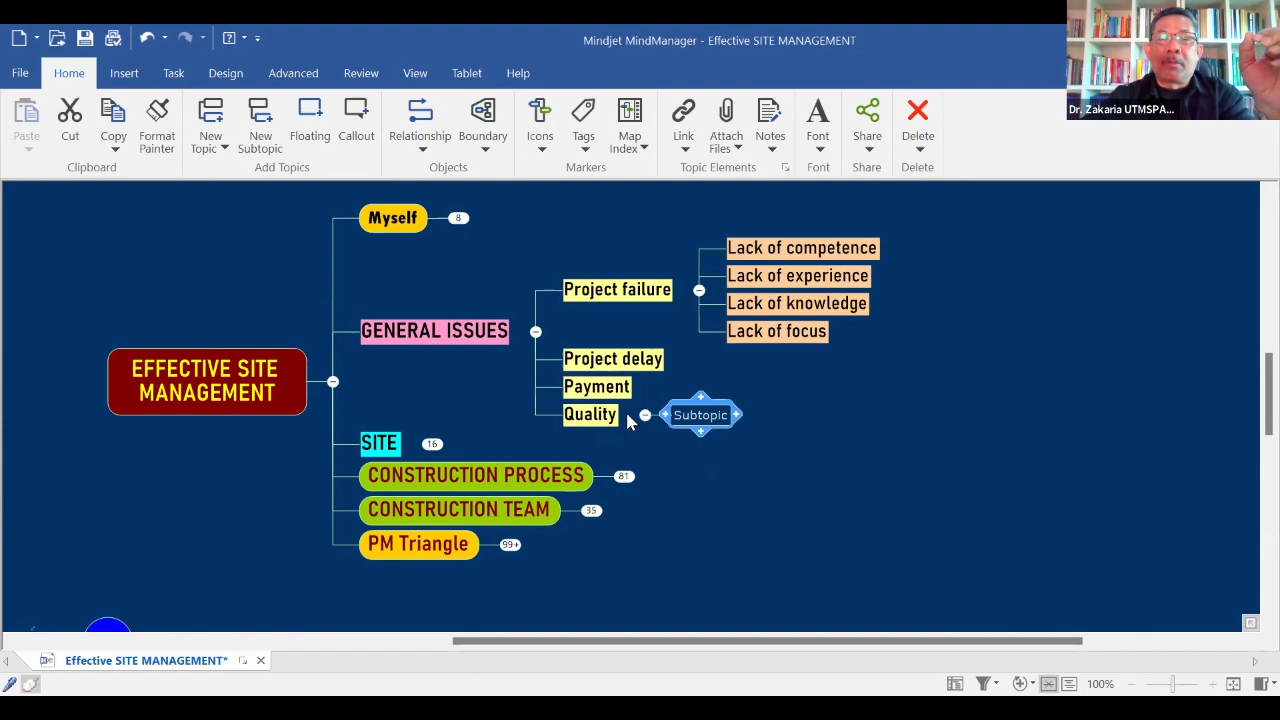 Mindjet MindManager - Effective SITE MANAGEMENT
Dr. Zakaria UTMSPA...
File Home Insert Task Design Advanced Review View Tablet Help
Paste
Cut
Copy
Format Painter
New Topic
New Subtopic
Floating
Callout
Relationship
Boundary
Icons
Tags
Map Index
Link
Attach Files
Notes
Font
Share
Delete
Clipboard Add Topics Objects Markers Topic Elements Font Share Delete
Myself 8
Lack of competence
Project failure
Lack of experience
Lack of knowledge
GENERAL ISSUES
Lack of focus
EFFECTIVE SITE
MANAGEMENT
Project delay
Payment
Quality Subtopic
SITE 16
CONSTRUCTION PROCESS 81
CONSTRUCTION TEAM 35
PM Triangle 99+
Effective SITE MANAGEMENT*
100%